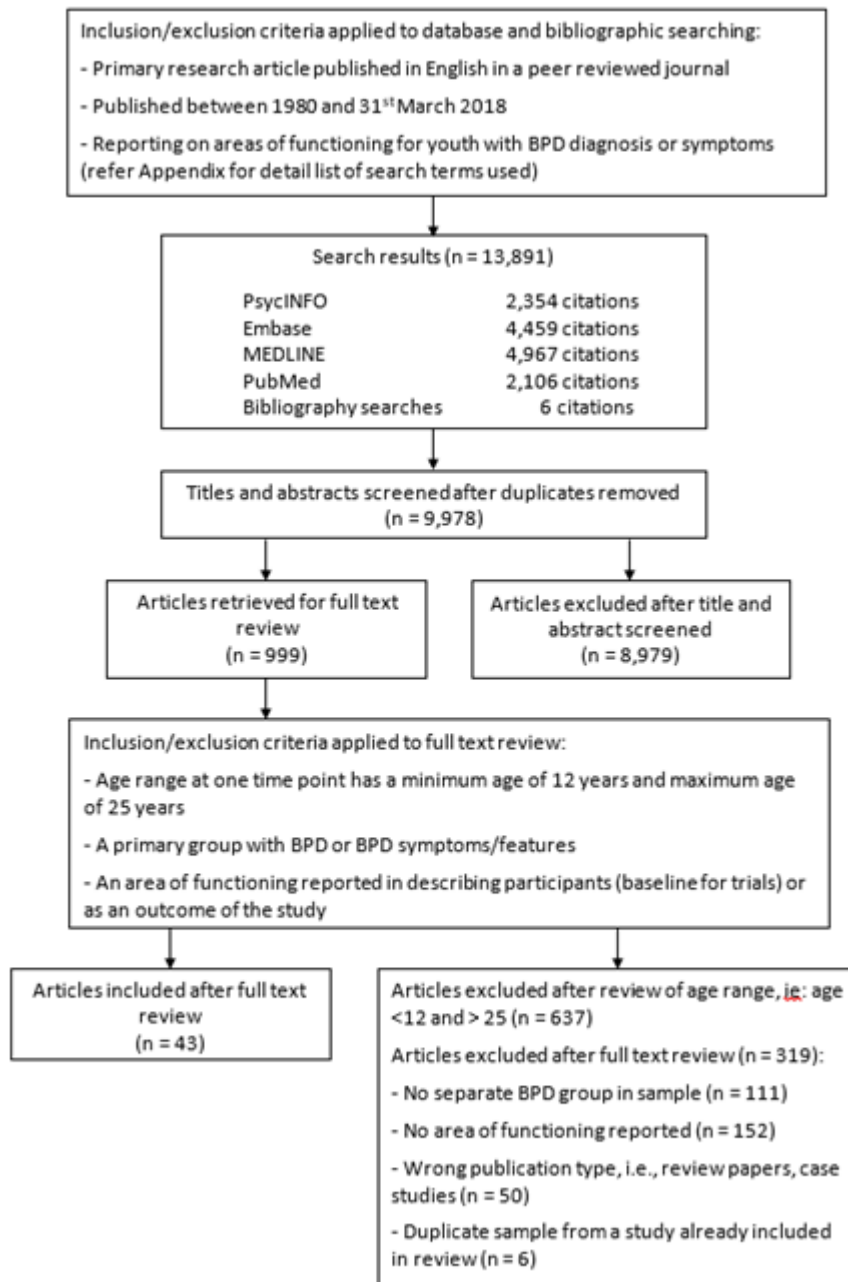 Inclusion/exclusion criteria applied to database and bibliographic searching:
- Primary research article published in English in a peer reviewed journal
- Published between 1980 and 31st March 2018
- Reporting on areas of functioning for youth with BPD diagnosis or symptoms
(refer Appendix for detail list of search terms used)
Search results (n = 13,891)
PsycINFO 2,354 citations
Embase 4,459 citations
MEDLINE 4,967 citations
PubMed 2,106 citations
Bibliography searches 6 citations
Titles and abstracts screened after duplicates removed
(n = 9,978)
Articles retrieved for full text
review
(n = 999)
Articles excluded after title and
abstract screened
(n = 8,979)
Inclusion/exclusion criteria applied to full text review:
- Age range at one time point has a minimum age of 12 years and maximum age
of 25 years
- A primary group with BPD or BPD symptoms/features
- An area of functioning reported in describing participants (baseline for trials) or
as an outcome of the study
Articles included after full text
review
(n = 43)
Articles excluded after review of age range, ie: age
<12 and > 25 (n = 637)
Articles excluded after full text review (n = 319):
- No separate BPD group in sample (n = 111)
- No area of functioning reported (n = 152)
- Wrong publication type, i.e., review papers, case
studies (n = 50)
- Duplicate sample from a study already included
in review (n = 6)